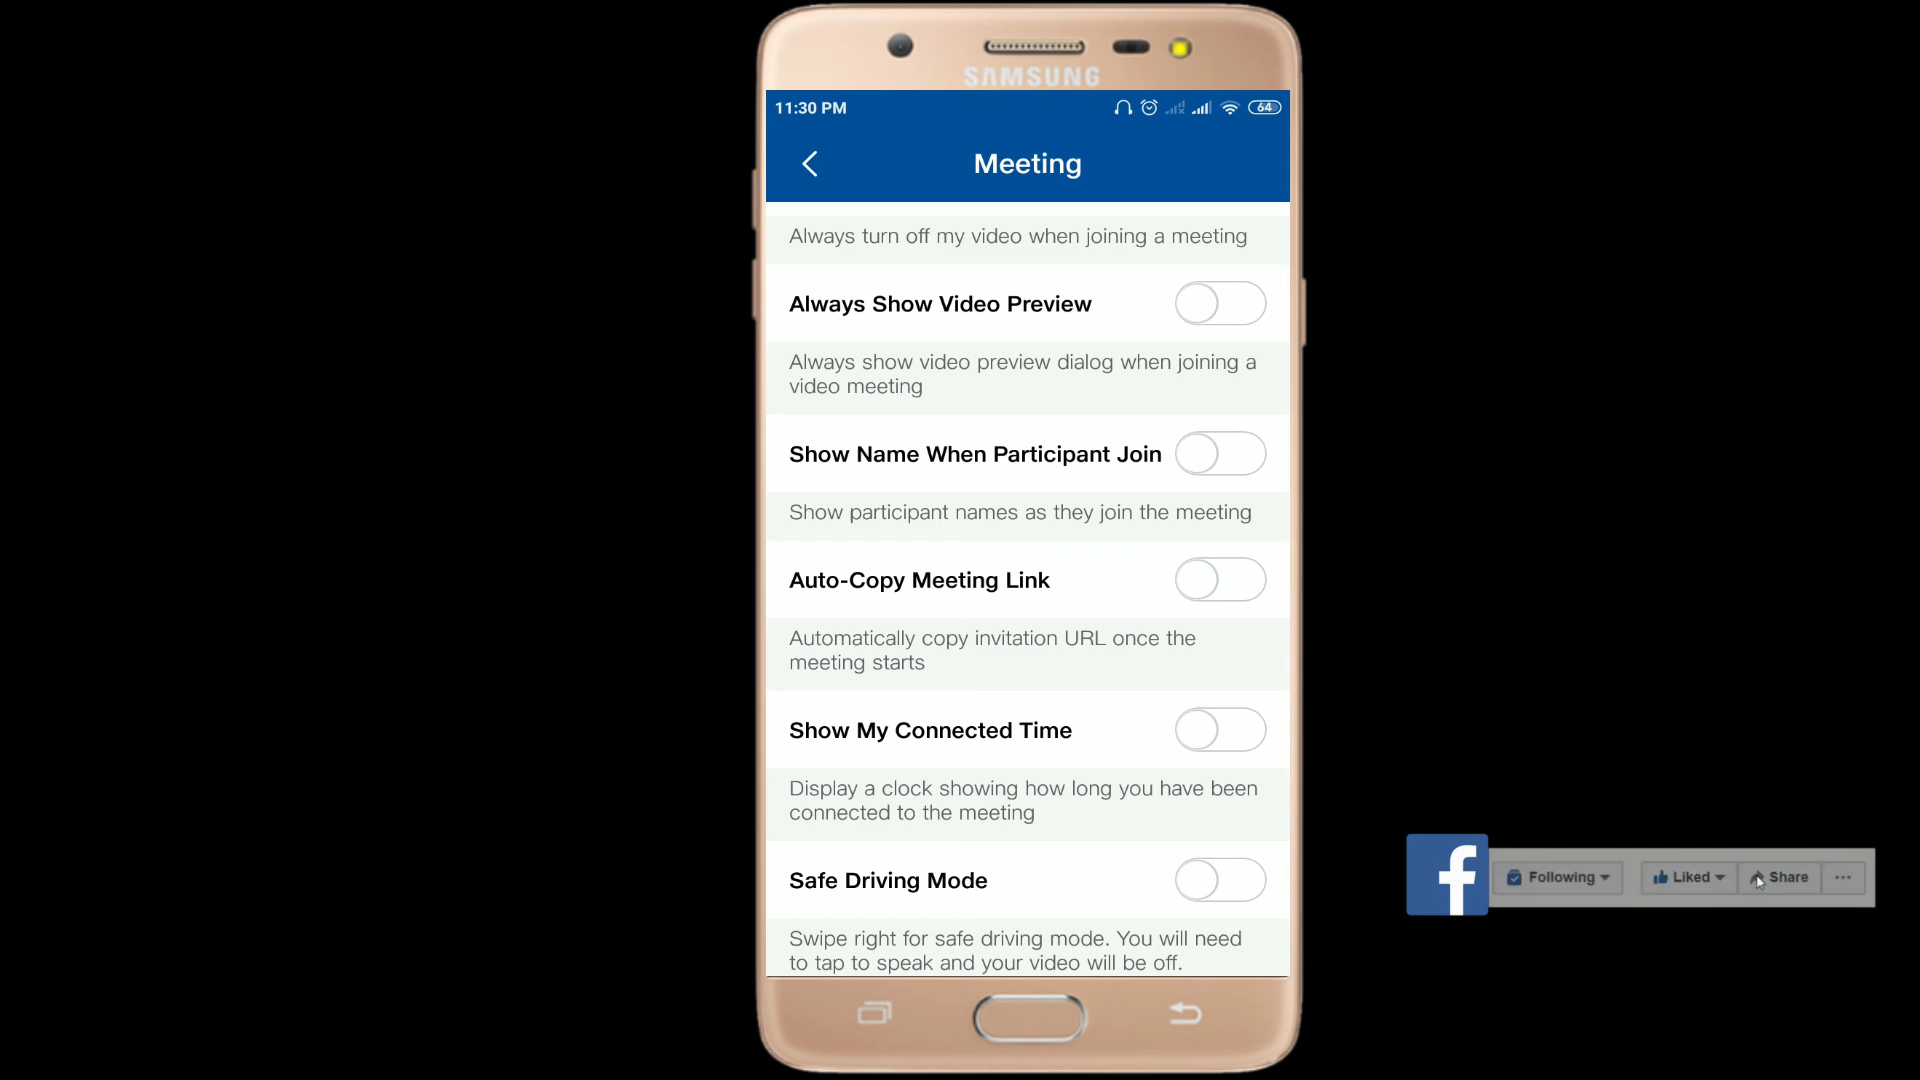 SAMSUNG
11:30 PM
64
Meeting
Always turn off my video when joining a meeting
Always Show Video Preview
Always show video preview dialog when joining a
video meeting
Show Name When Participant Join
Show participant names as they join the meeting
Auto-Copy Meeting Link
Automatically copy invitation URL once the
meeting starts
Show My Connected Time
Display a clock showing how long you have been
connected to the meeting
Safe Driving Mode
Swipe right for safe driving mode. You will need
to tap to speak and your video will be off.
f
Following
Liked
Share
...